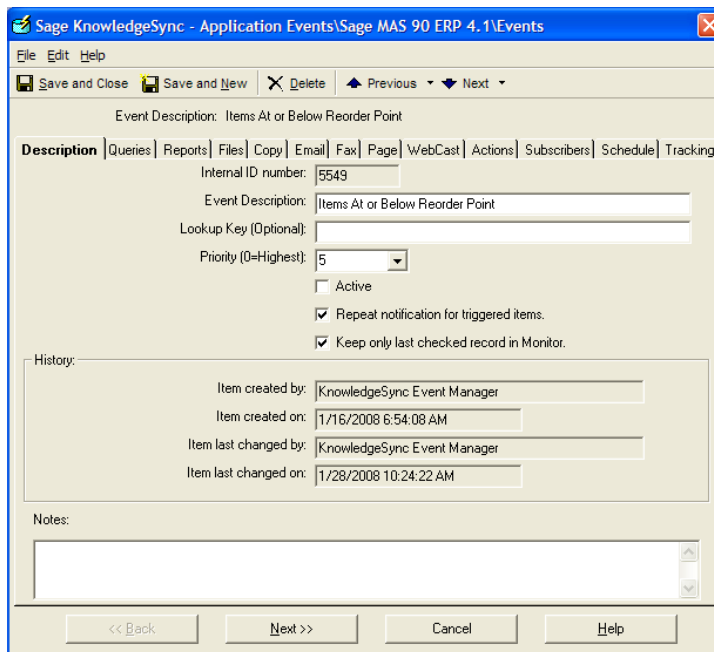 Sage KnowledgeSync - Application Events\Sage MAS 90 ERP 4.1\Events
File Edit Help
Save and Close Save and New Delete Previous Next
Event Description: Items At or Below Reorder Point
Description Queries Reports Files Copy Email Fax Page WebCast Actions Subscribers Schedule Tracking
Internal ID number: 5549
Event Description: Items At or Below Reorder Point
Lookup Key (Optional):
Priority (0=Highest): 5
Active
Repeat notification for triggered items.
Keep only last checked record in Monitor.
History:
Item created by: KnowledgeSync Event Manager
Item created on: 1/16/2008 6:54:08 AM
Item last changed by: KnowledgeSync Event Manager
Item last changed on: 1/28/2008 10:24:22 AM
Notes:
<< Back Next >> Cancel Help